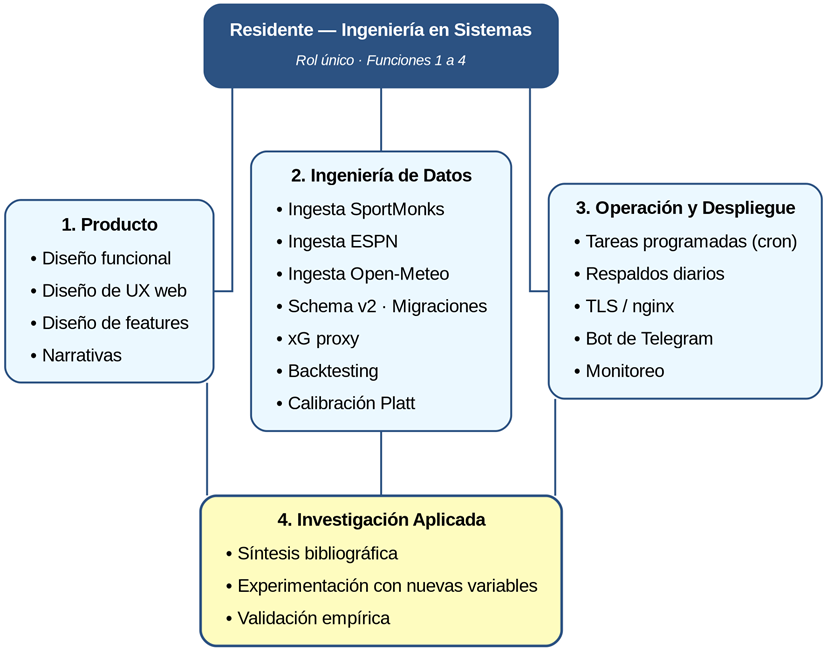 Residente — Ingeniería en Sistemas
Rol único · Funciones 1 a 4
1. Producto
• Diseño funcional
• Diseño de UX web
• Diseño de features
• Narrativas
2. Ingeniería de Datos
• Ingesta SportMonks
• Ingesta ESPN
• Ingesta Open-Meteo
• Schema v2 · Migraciones
• xG proxy
• Backtesting
• Calibración Platt
3. Operación y Despliegue
• Tareas programadas (cron)
• Respaldos diarios
• TLS / nginx
• Bot de Telegram
• Monitoreo
4. Investigación Aplicada
• Síntesis bibliográfica
• Experimentación con nuevas variables
• Validación empírica